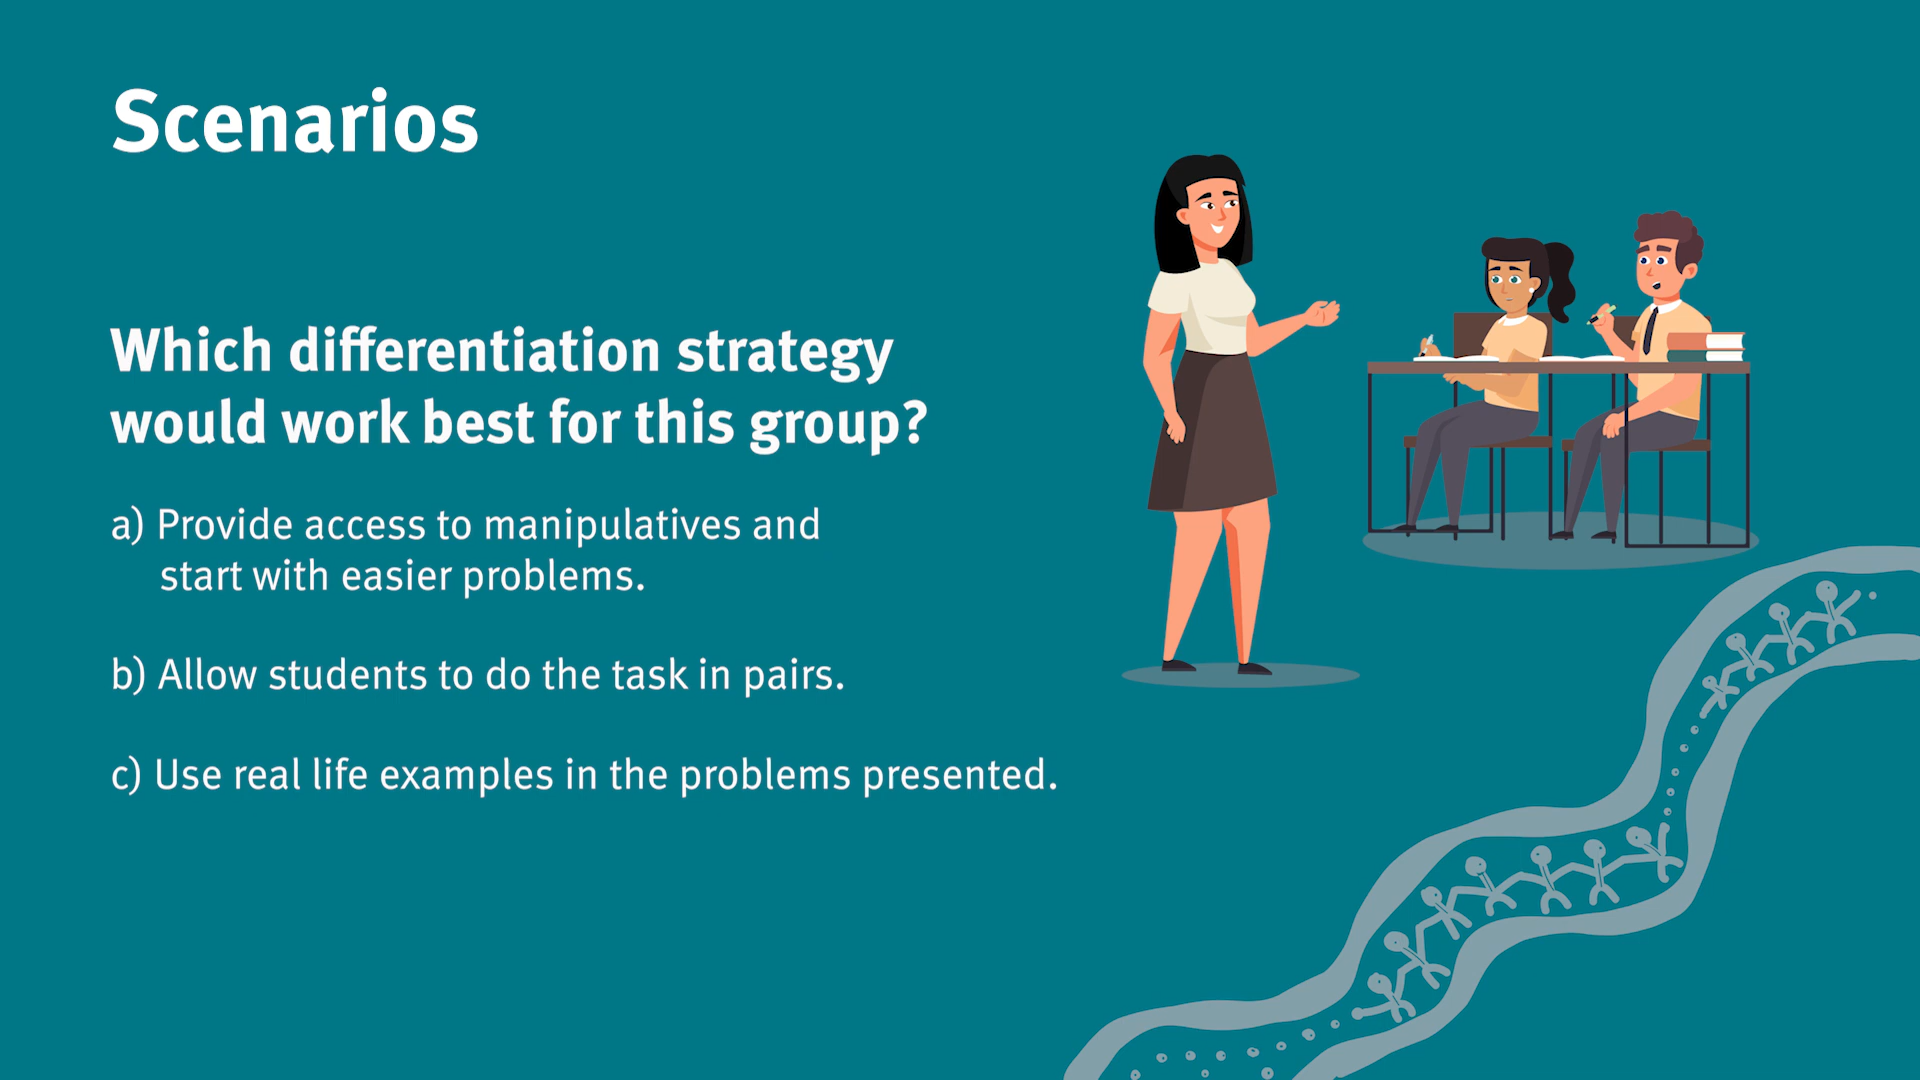 Scenarios
Which differentiation strategy
would work best for this group?
a) Provide access to manipulatives and
start with easier problems.
b) Allow students to do the task in pairs.
c) Use real life examples in the problems presented.